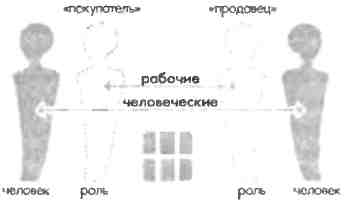 «покупатель» «продавец»
рабочие
человеческие
человек роль роль человек